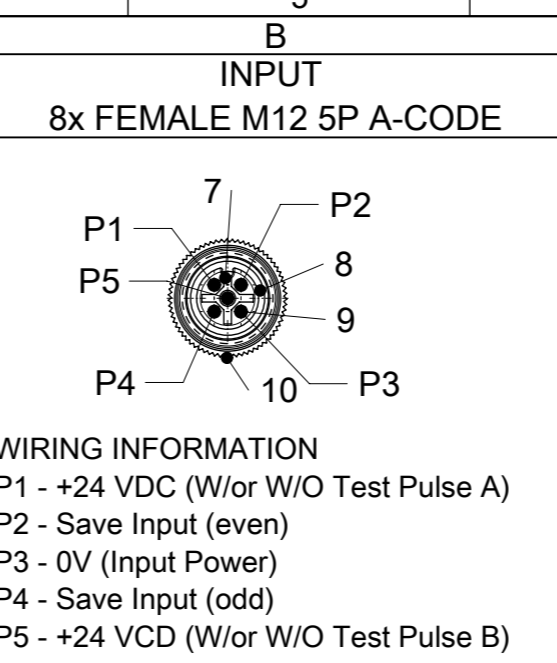 B
INPUT
8x FEMALE M12 5P A-CODE
7
P2
P1
8
P5
9
P4
10
P3
WIRING INFORMATION
P1 - +24 VDC (W/or W/O Test Pulse A)
P2 - Save Input (even)
P3 - 0V (Input Power)
P4 - Save Input (odd)
P5 - +24 VCD (W/or W/O Test Pulse B)